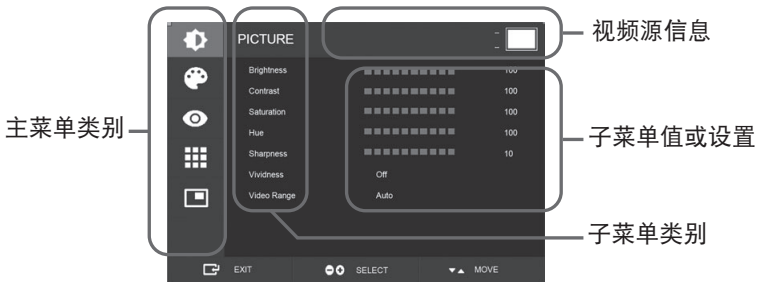 主菜单类别
PICTURE
视频源信息
Brightness 100
Contrast 100
Saturation 100
Hue 100
Sharpness 10
Vividness Off
Video Range Auto
子菜单值或设置
子菜单类别
EXIT SELECT MOVE